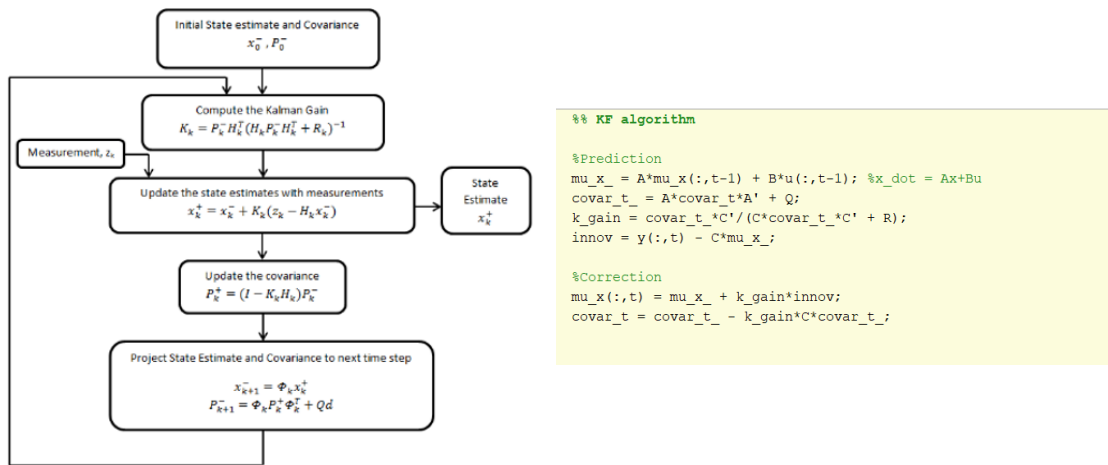 Initial State estimate and Covariance
x₀⁻ , P₀⁻
Compute the Kalman Gain
Kₖ = Pₖ⁻Hₖᵀ(HₖPₖ⁻Hₖᵀ + Rₖ)⁻¹
Measurement, zₖ
Update the state estimates with measurements
xₖ⁺ = xₖ⁻ + Kₖ(zₖ − Hₖxₖ⁻)
State
Estimate
xₖ⁺
Update the covariance
Pₖ⁺ = (I − KₖHₖ)Pₖ⁻
Project State Estimate and Covariance to next time step
xₖ₊₁⁻ = Φₖxₖ⁺
Pₖ₊₁⁻ = ΦₖPₖ⁺Φₖᵀ + Qd
%% KF algorithm
%Prediction
mu_x_ = A*mu_x(:,t-1) + B*u(:,t-1); %x_dot = Ax+Bu
covar_t_ = A*covar_t*A' + Q;
k_gain = covar_t_*C'/(C*covar_t_*C' + R);
innov = y(:,t) - C*mu_x_;
%Correction
mu_x(:,t) = mu_x_ + k_gain*innov;
covar_t = covar_t_ - k_gain*C*covar_t_;